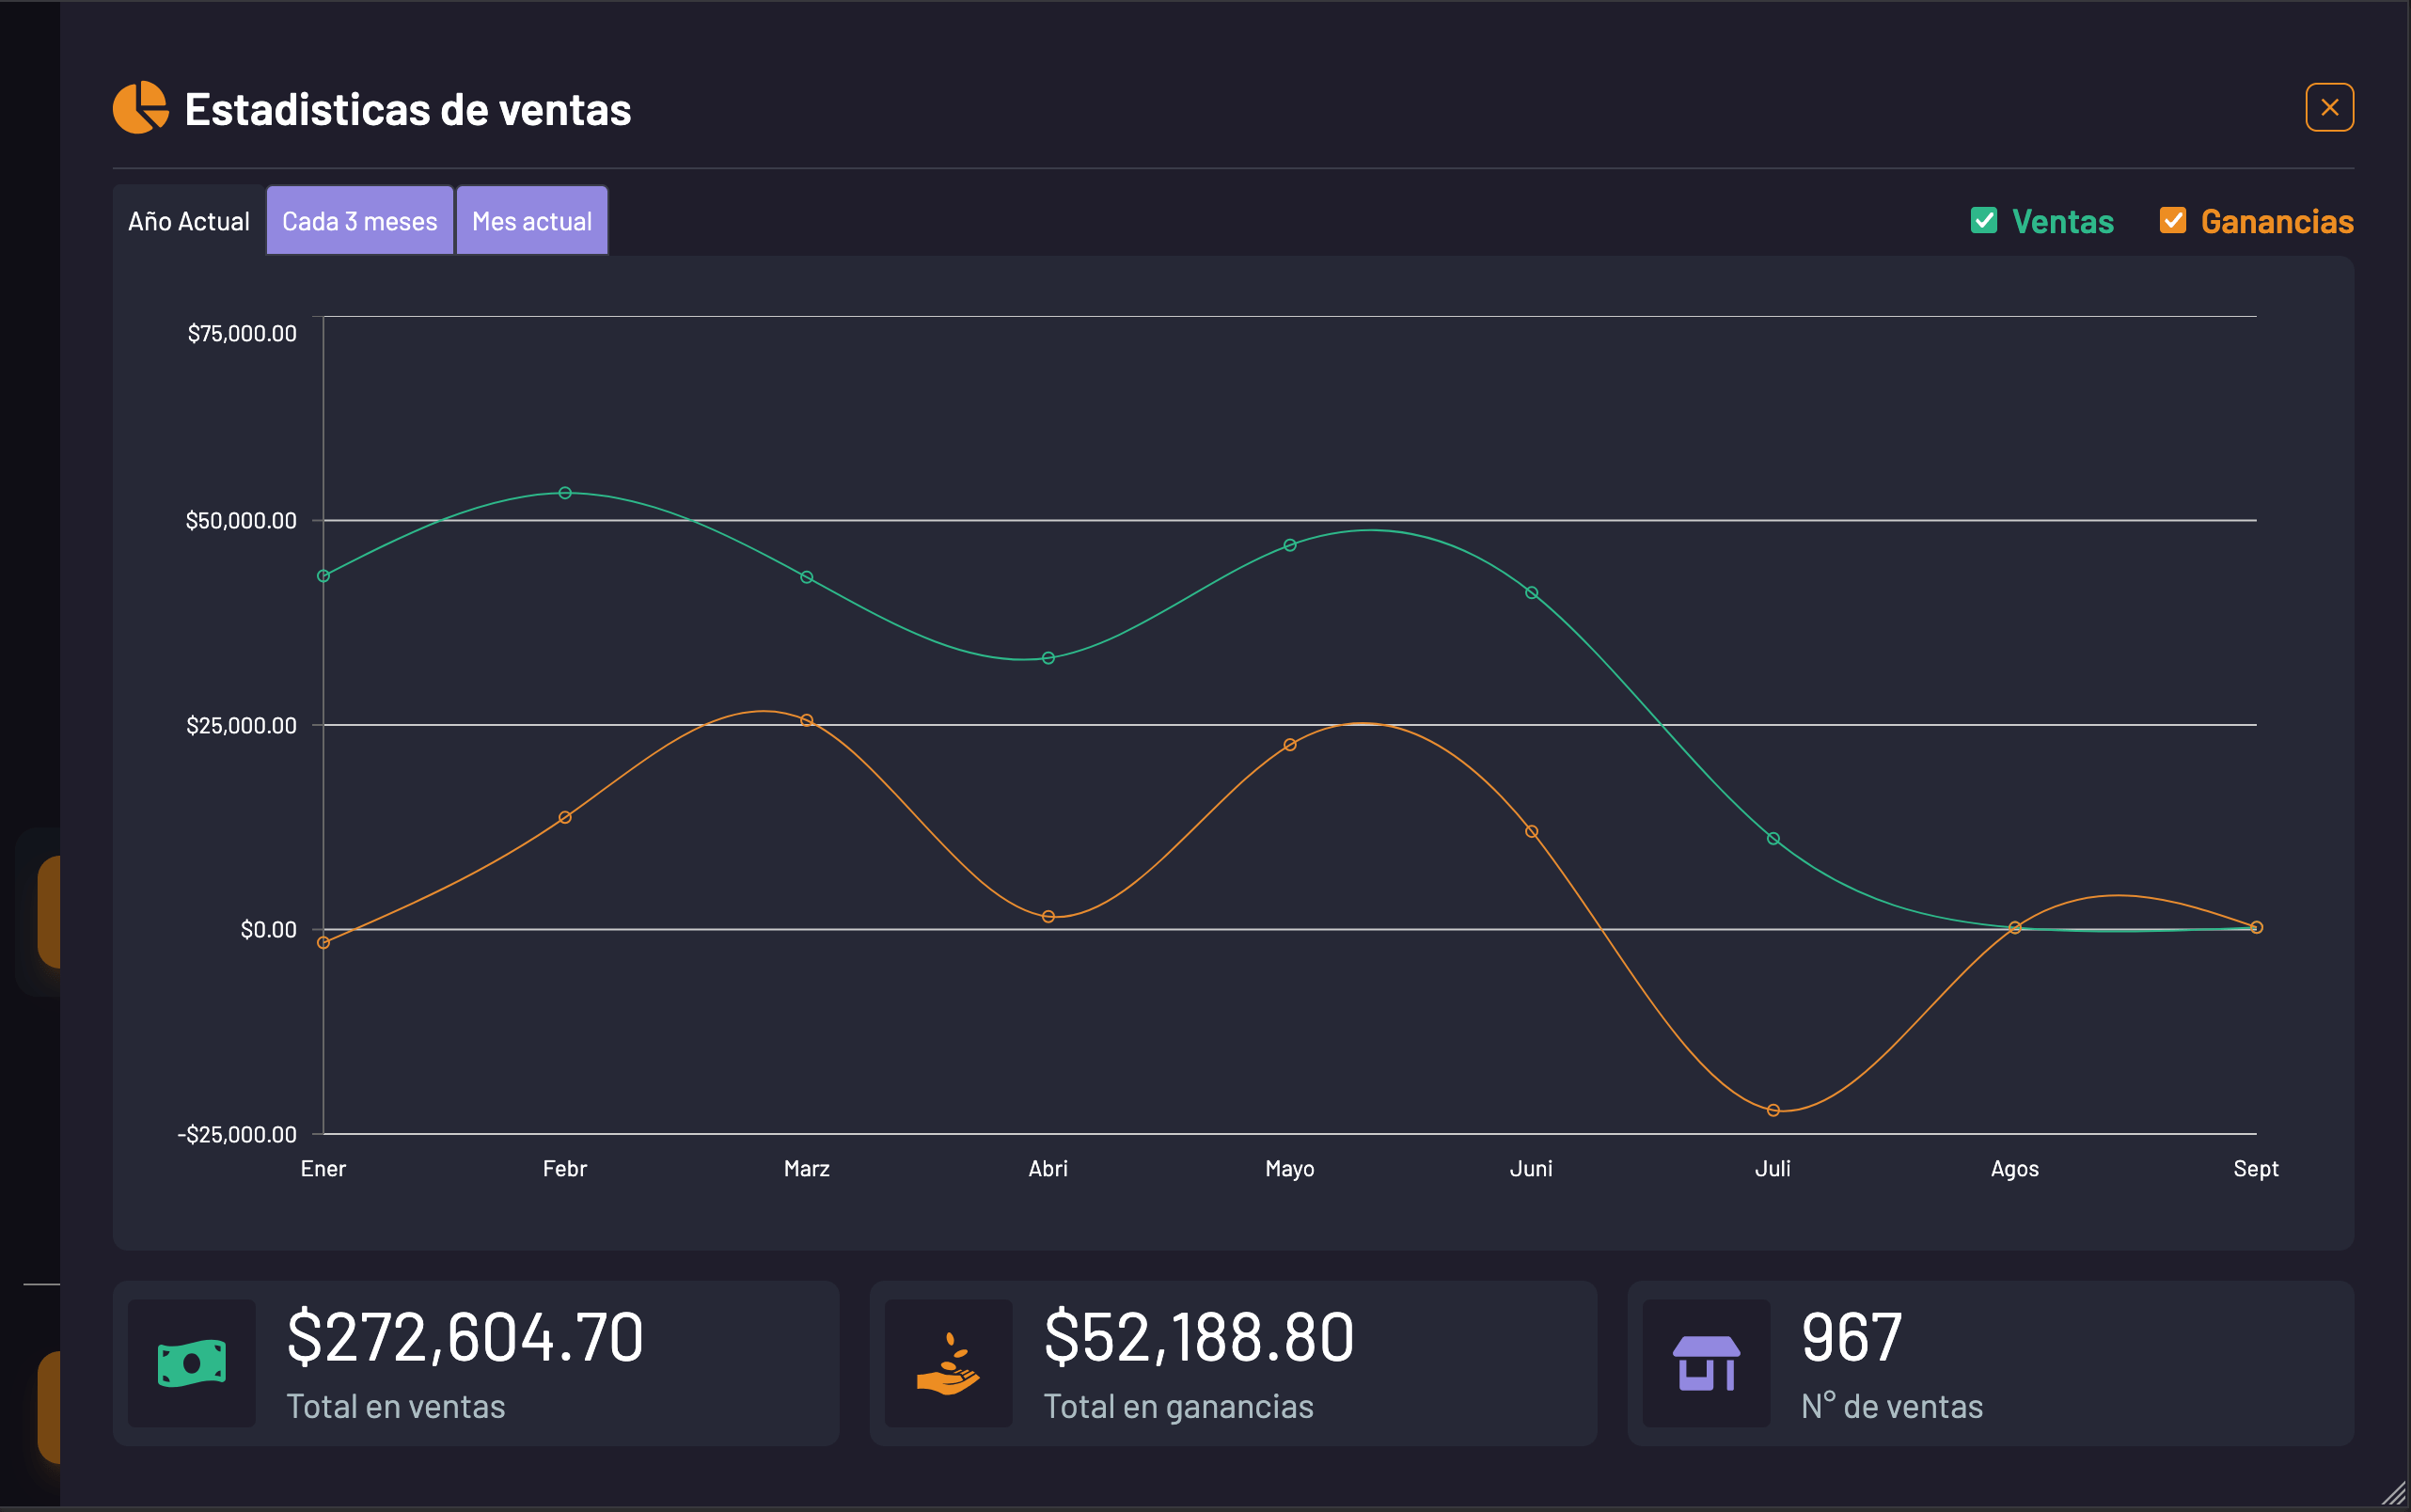 Estadisticas de ventas
Año Actual
Cada 3 meses
Mes actual
Ventas
Ganancias
$75,000.00
$50,000.00
$25,000.00
$0.00
-$25,000.00
Ener
Febr
Marz
Abri
Mayo
Juni
Juli
Agos
Sept
$272,604.70
Total en ventas
$52,188.80
Total en ganancias
967
N° de ventas